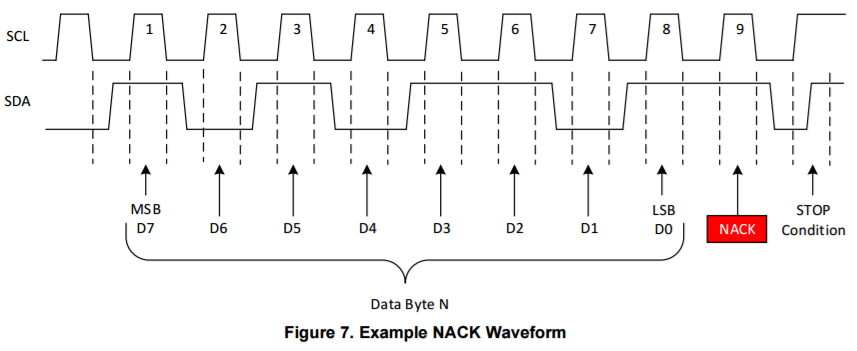 SCL 1 2 3 4 5 6 7 8 9
SDA
MSB LSB STOP
D7 D6 D5 D4 D3 D2 D1 D0 NACK Condition
Data Byte N
Figure 7. Example NACK Waveform